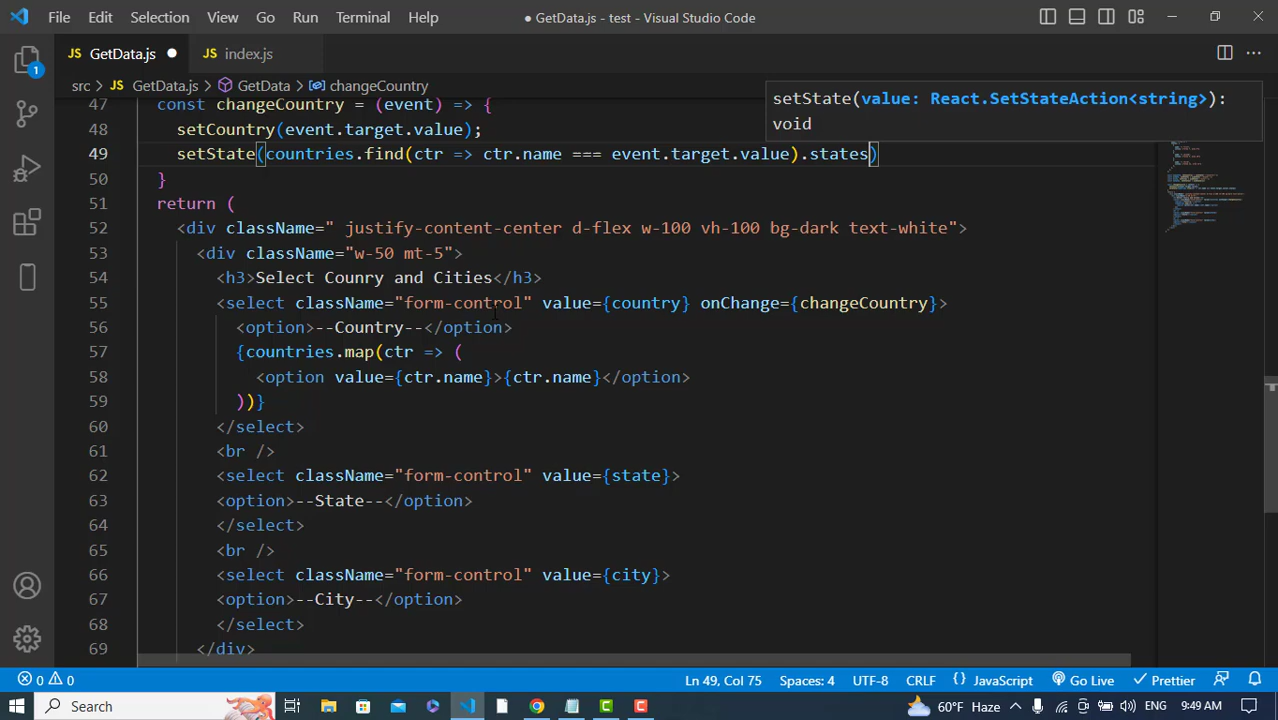 File Edit Selection View Go Run Terminal Help
● GetData.js - test - Visual Studio Code
JS GetData.js ●
JS index.js
src > JS GetData.js > GetData > changeCountry
setState(value: React.SetStateAction<string>):
void
47 const changeCountry = (event) => {
48 setCountry(event.target.value);
49 setState(countries.find(ctr => ctr.name === event.target.value).states)
50 }
51 return (
52 <div className=" justify-content-center d-flex w-100 vh-100 bg-dark text-white">
53 <div className="w-50 mt-5">
54 <h3>Select Counry and Cities</h3>
55 <select className="form-control" value={country} onChange={changeCountry}>
56 <option>--Country--</option>
57 {countries.map(ctr => (
58 <option value={ctr.name}>{ctr.name}</option>
59 ))}
60 </select>
61 <br />
62 <select className="form-control" value={state}>
63 <option>--State--</option>
64 </select>
65 <br />
66 <select className="form-control" value={city}>
67 <option>--City--</option>
68 </select>
69 </div>
1
0 0 Ln 49, Col 75 Spaces: 4 UTF-8 CRLF {} JavaScript Go Live Prettier
Search 60°F Haze 9:49 AM